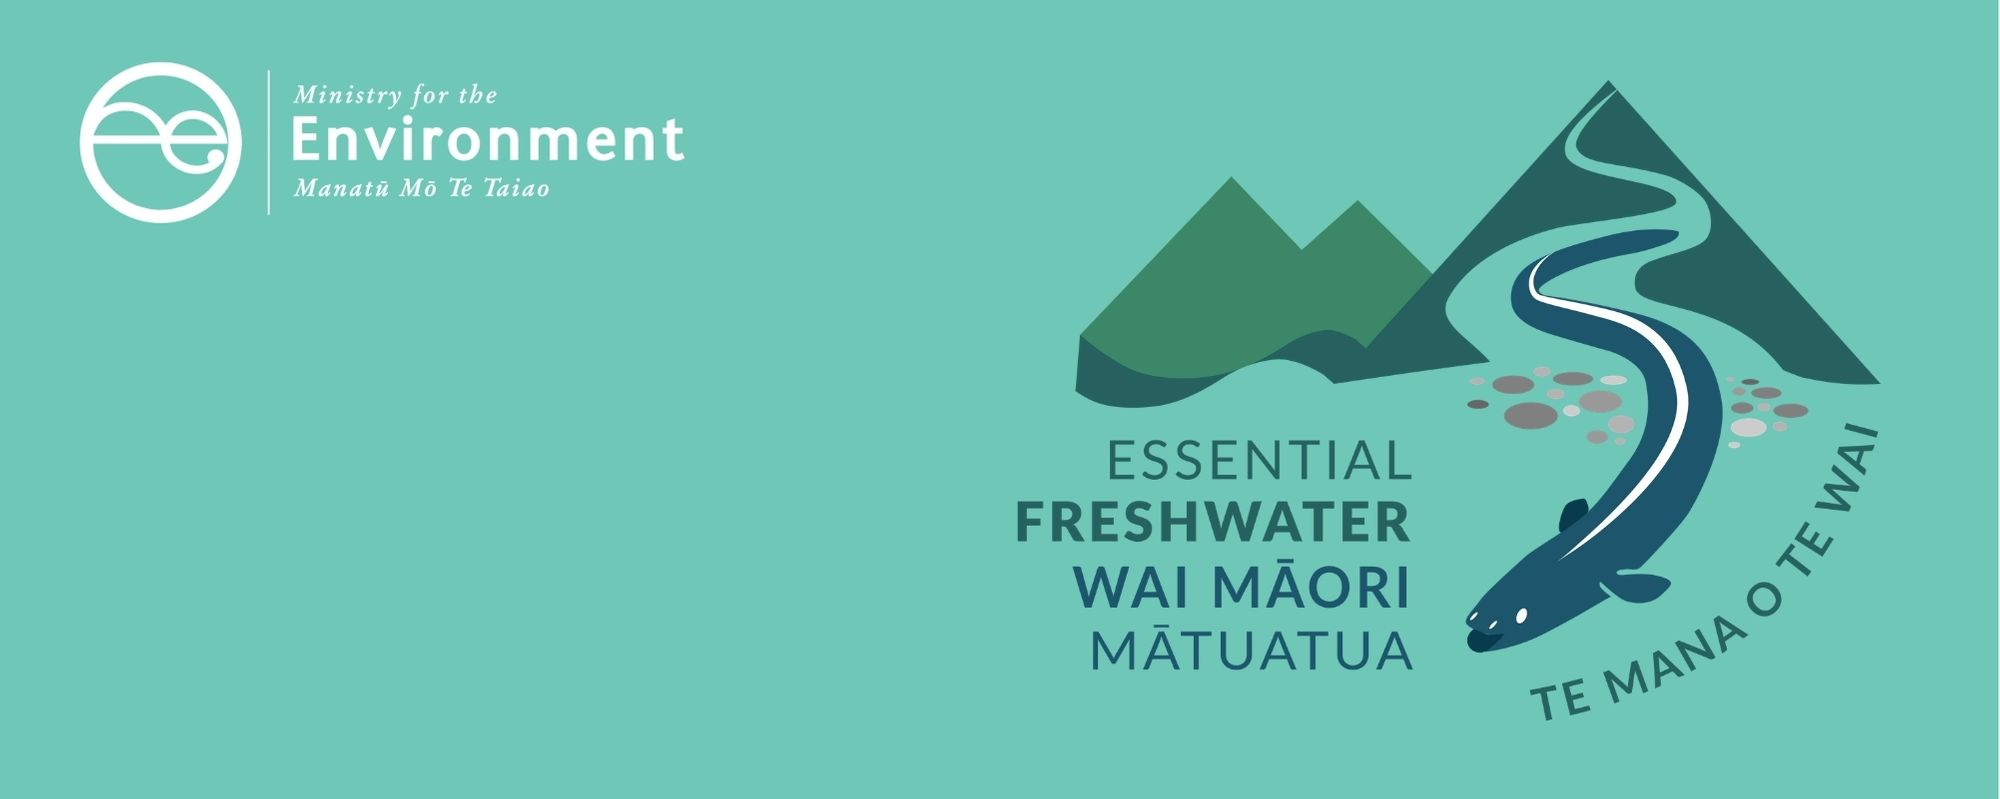 Ministry for the
Environment
Manatū Mō Te Taiao
ESSENTIAL
FRESHWATER
WAI MĀORI
MĀTUATUA
TE MANA O TE WAI